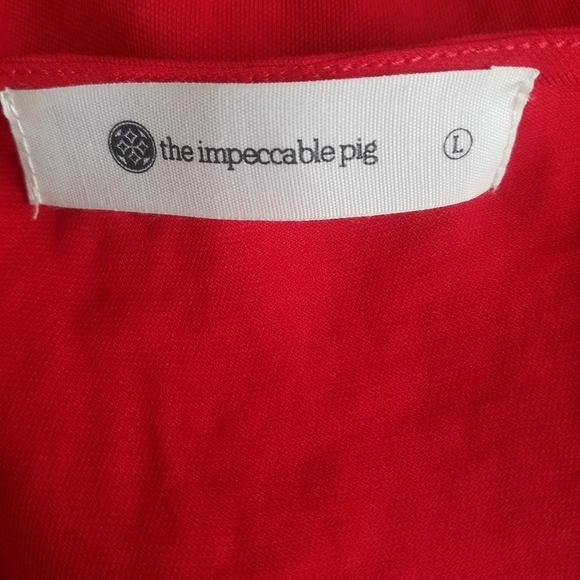 the impeccable pig L